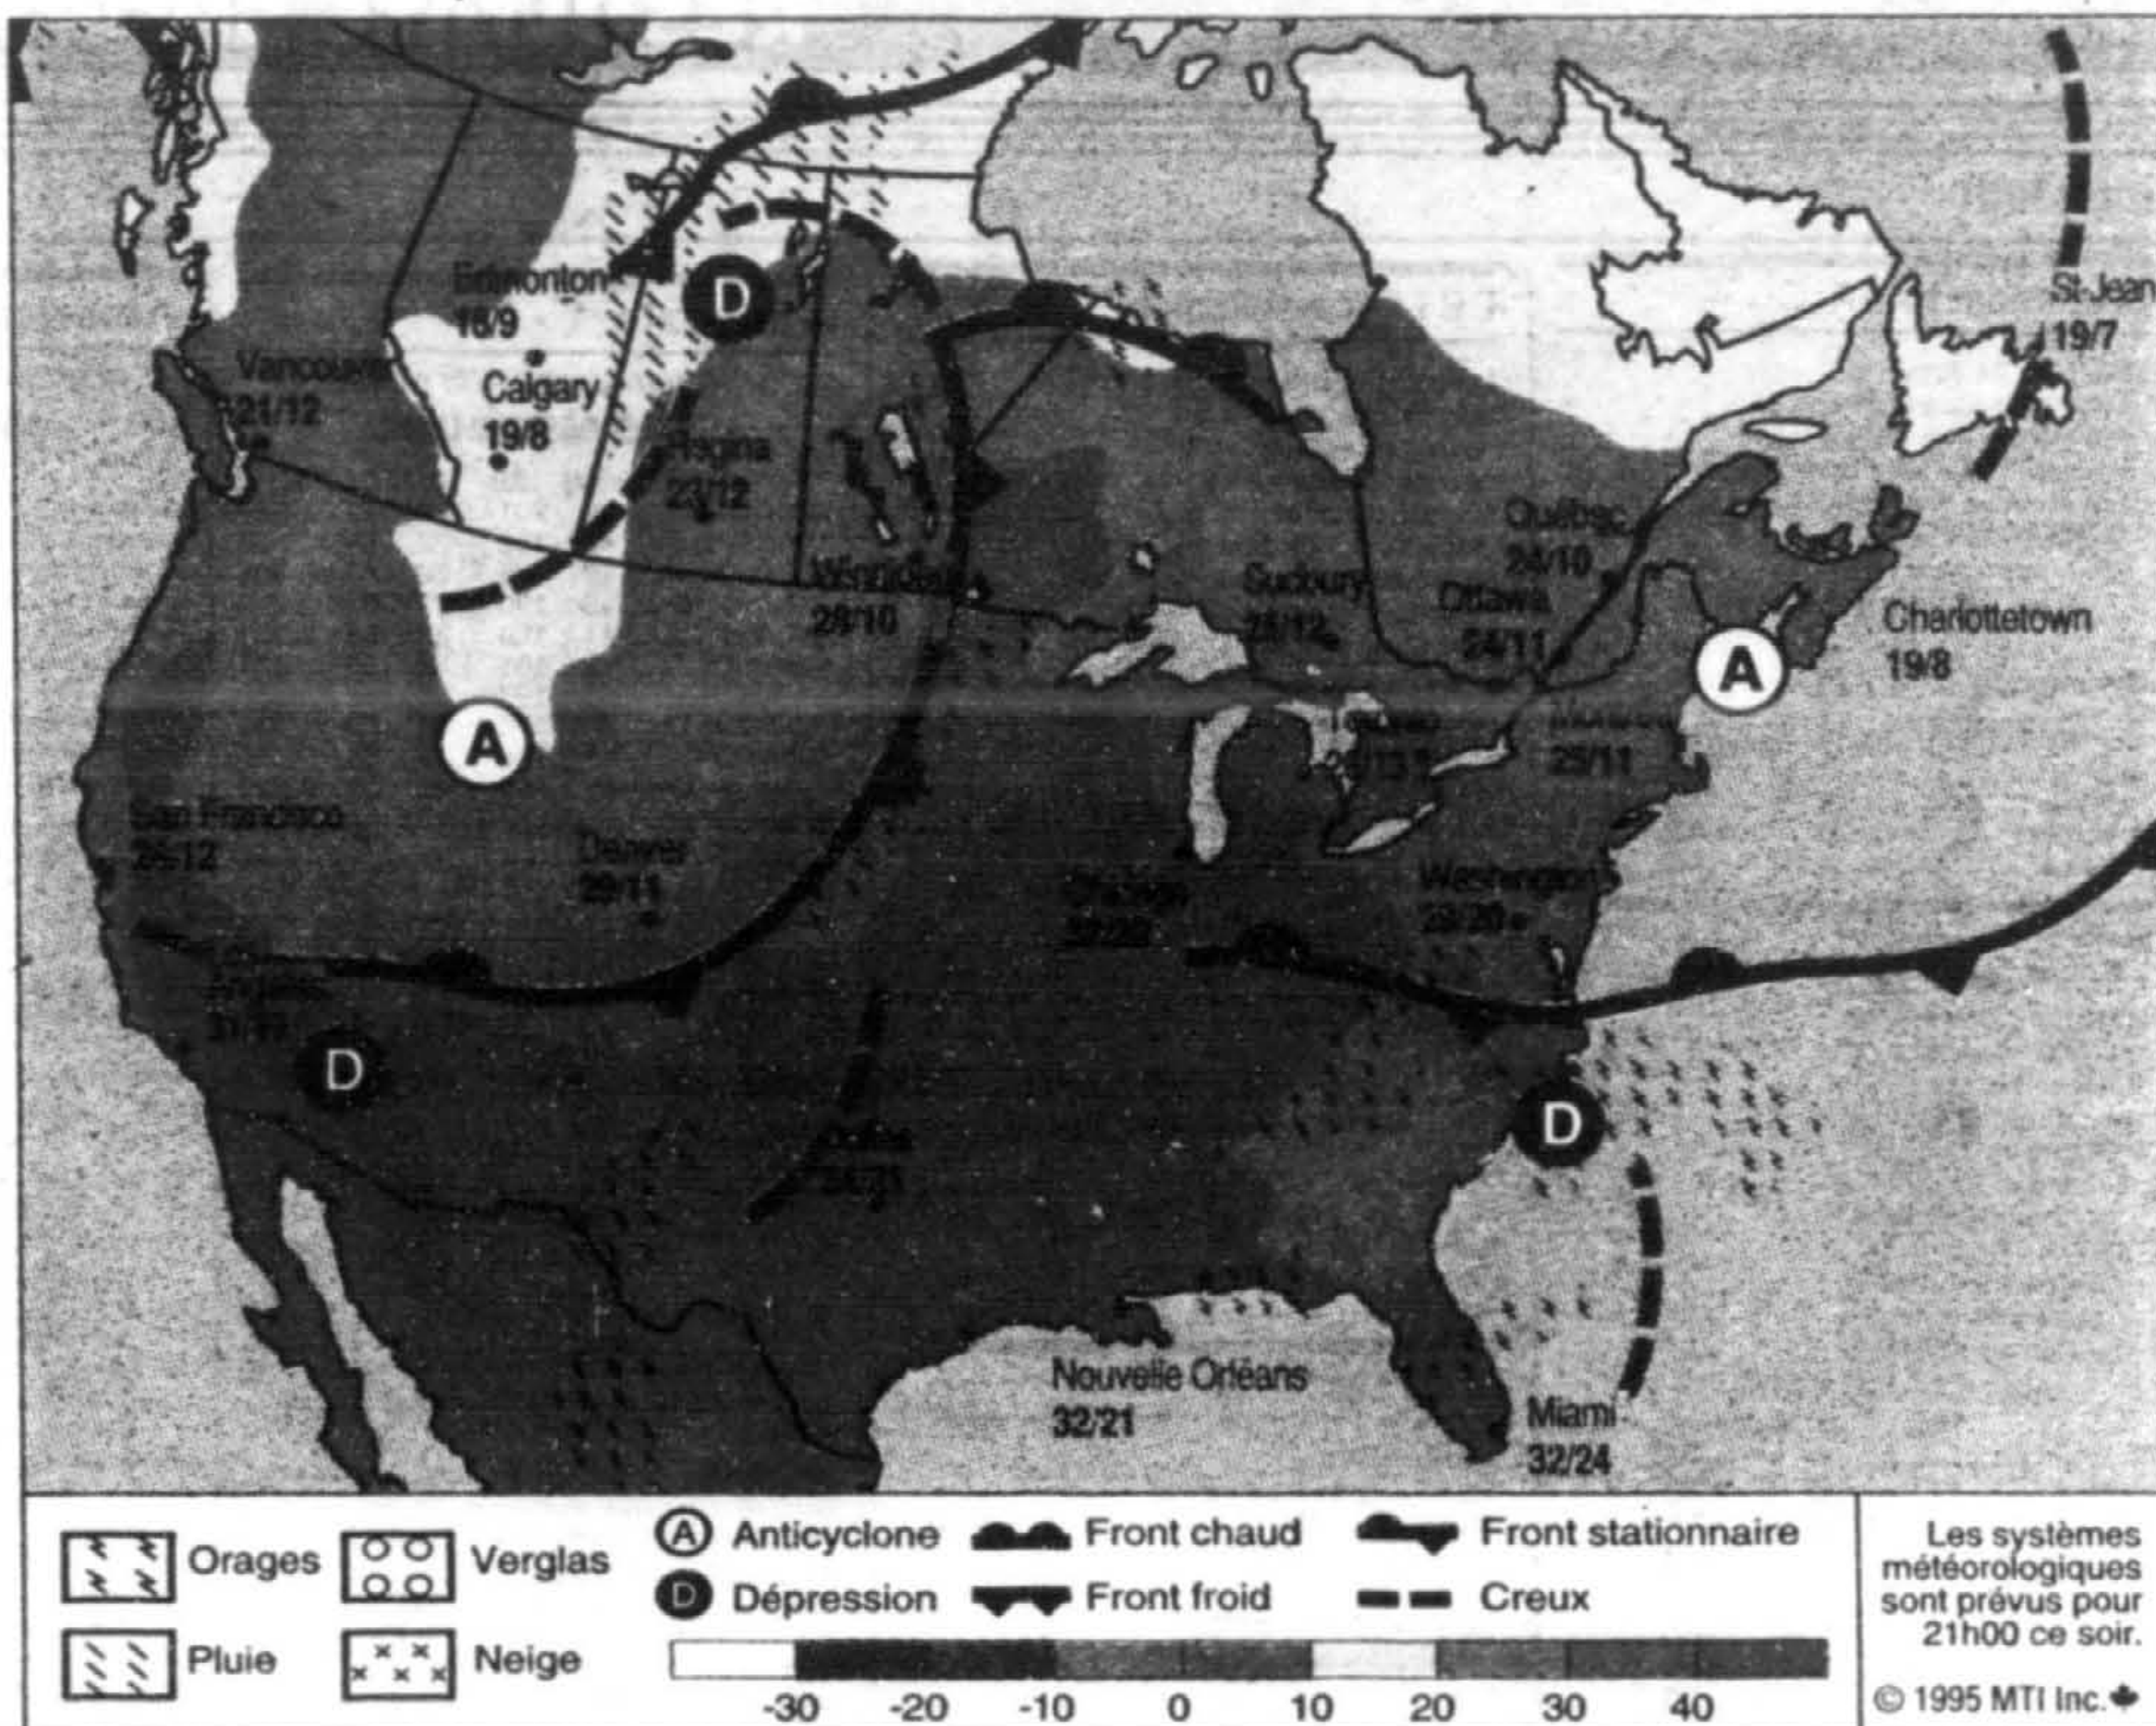 Edmonton
16/9
Vancouver
21/12
Calgary
19/8
Regina
23/12
Winnipeg
Sudbury
Québec
24/10
Ottawa
24/11
St-Jean
19/7
Charlottetown
19/8
25/11
San Francisco
Denver
29/11
Washington
Nouvelle Orléans
32/21
Miami
32/24
D
A
A
D
D
Orages
Verglas
Pluie
Neige
A Anticyclone
D Dépression
Front chaud
Front froid
Front stationnaire
Creux
-30 -20 -10 0 10 20 30 40
Les systèmes
météorologiques
sont prévus pour
21h00 ce soir.
© 1995 MTI Inc.